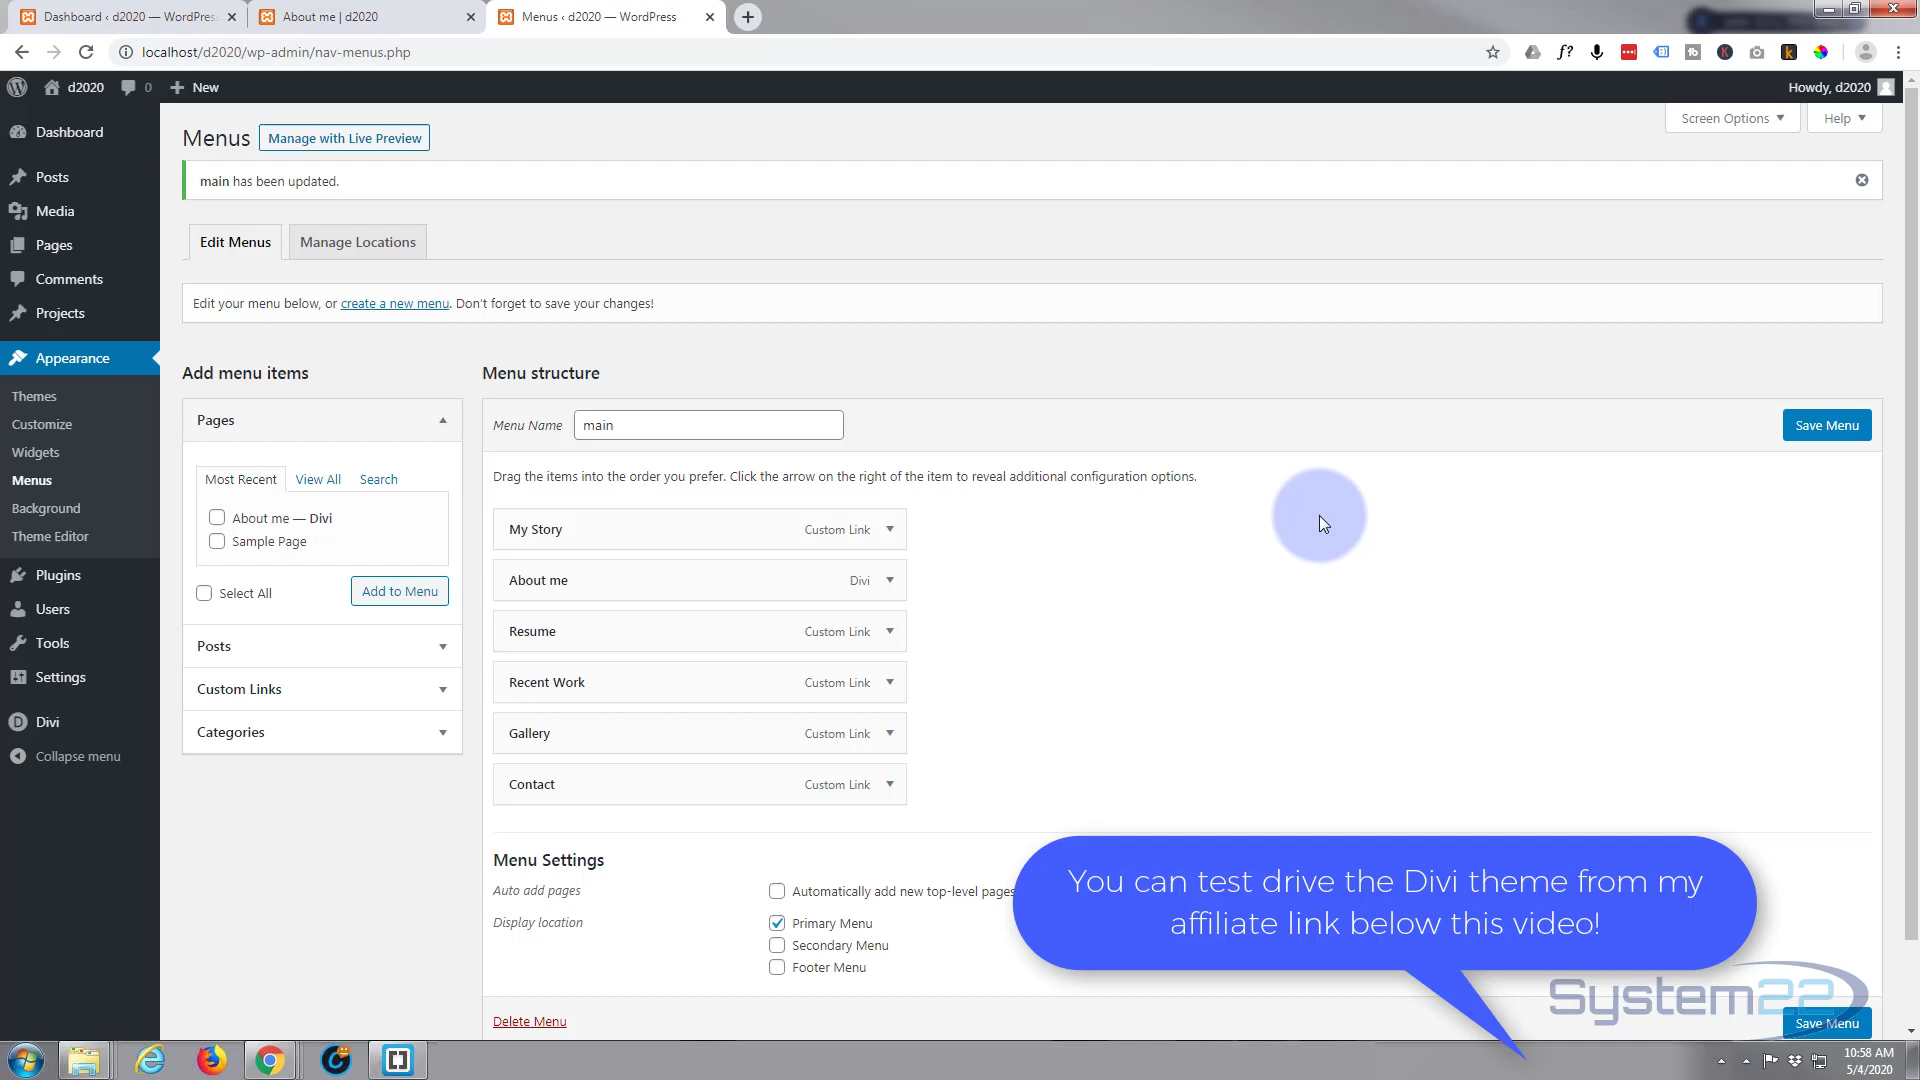 Dashboard ‹ d2020 — WordPress
About me | d2020
Menus ‹ d2020 — WordPress
localhost/d2020/wp-admin/nav-menus.php
d2020
0
New
Howdy, d2020
Dashboard
Posts
Media
Pages
Comments
Projects
Appearance
Themes
Customize
Widgets
Menus
Background
Theme Editor
Plugins
Users
Tools
Settings
Divi
Collapse menu
Screen Options
Help
Menus
Manage with Live Preview
main has been updated.
Edit Menus
Manage Locations
Edit your menu below, or create a new menu. Don't forget to save your changes!
Add menu items
Pages
Most Recent
View All
Search
About me — Divi
Sample Page
Select All
Add to Menu
Posts
Custom Links
Categories
Menu structure
Menu Name
main
Save Menu
Drag the items into the order you prefer. Click the arrow on the right of the item to reveal additional configuration options.
My Story Custom Link
About me Divi
Resume Custom Link
Recent Work Custom Link
Gallery Custom Link
Contact Custom Link
Menu Settings
Auto add pages
Automatically add new top-level pages
Display location
Primary Menu
Secondary Menu
Footer Menu
Delete Menu
Save Menu
You can test drive the Divi theme from my
affiliate link below this video!
System22
10:58 AM
5/4/2020